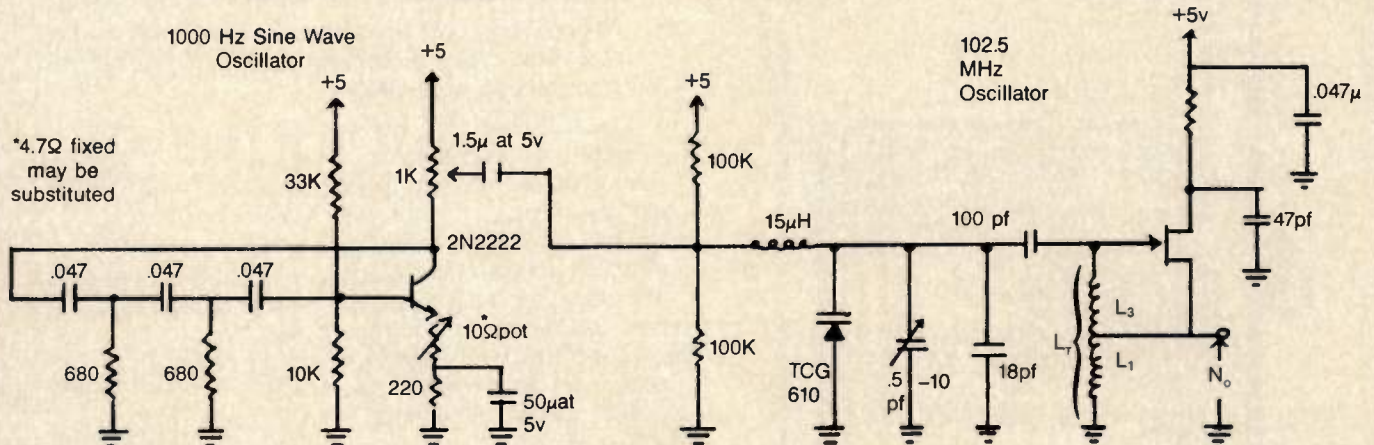 1000 Hz Sine Wave
Oscillator
*4.7Ω fixed
may be
substituted
+5
33K
+5
1K
1.5μ at 5v
2N2222
.047
.047
.047
680
680
10K
10*Ωpot
220
50μat
5v
+5
100K
100K
15μH
TCG
610
.5 -10
pf
18pf
100 pf
102.5
MHz
Oscillator
+5v
.047μ
47pf
LT
L3
L1
No